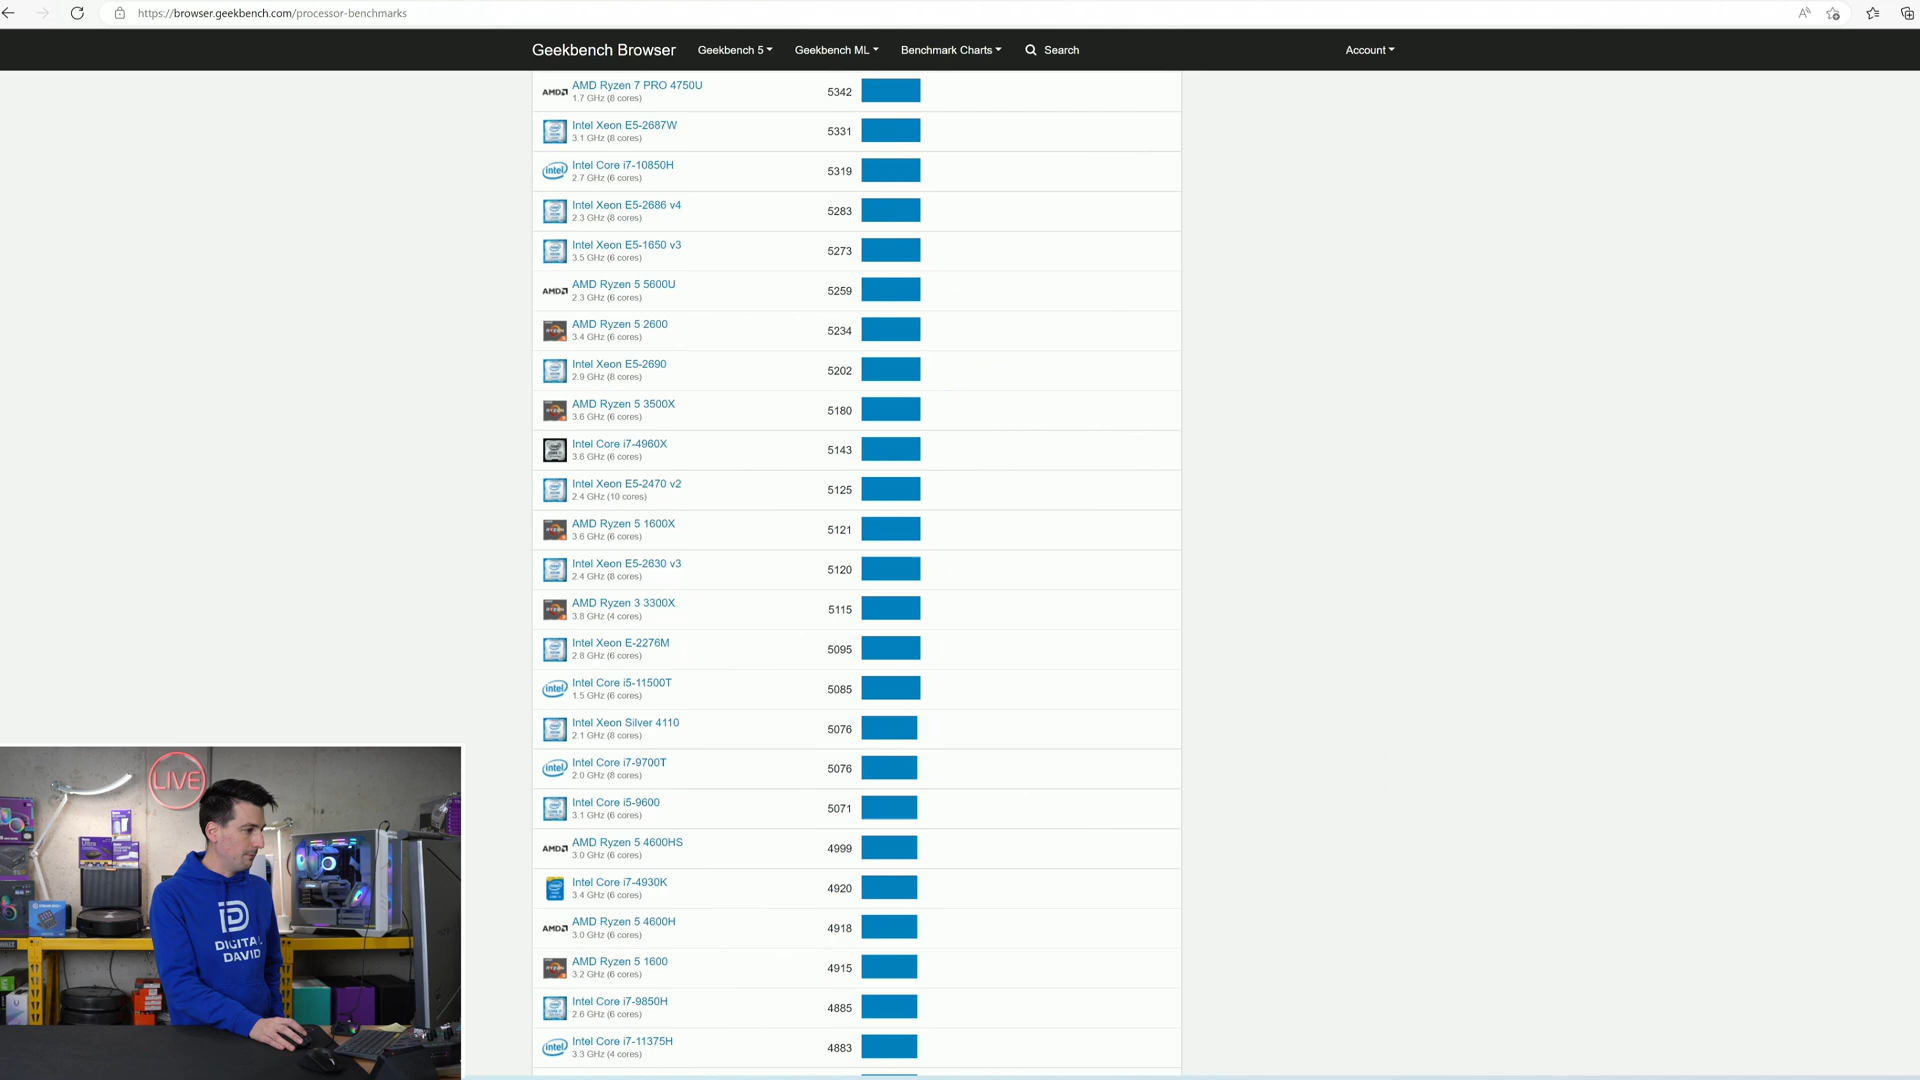 https://browser.geekbench.com/processor-benchmarks
Geekbench Browser Geekbench 5 Geekbench ML Benchmark Charts Search Account
AMD Ryzen 7 PRO 4750U 5342
1.7 GHz (8 cores)
Intel Xeon E5-2687W 5331
3.1 GHz (8 cores)
Intel Core i7-10850H 5319
2.7 GHz (6 cores)
Intel Xeon E5-2686 v4 5283
2.3 GHz (8 cores)
Intel Xeon E5-1650 v3 5273
3.5 GHz (6 cores)
AMD Ryzen 5 5600U 5259
2.3 GHz (6 cores)
AMD Ryzen 5 2600 5234
3.4 GHz (6 cores)
Intel Xeon E5-2690 5202
2.9 GHz (8 cores)
AMD Ryzen 5 3500X 5180
3.6 GHz (6 cores)
Intel Core i7-4960X 5143
3.6 GHz (6 cores)
Intel Xeon E5-2470 v2 5125
2.4 GHz (10 cores)
AMD Ryzen 5 1600X 5121
3.6 GHz (6 cores)
Intel Xeon E5-2630 v3 5120
2.4 GHz (8 cores)
AMD Ryzen 3 3300X 5115
3.8 GHz (4 cores)
Intel Xeon E-2276M 5095
2.8 GHz (6 cores)
Intel Core i5-11500T 5085
1.5 GHz (6 cores)
Intel Xeon Silver 4110 5076
2.1 GHz (8 cores)
Intel Core i7-9700T 5076
2.0 GHz (8 cores)
Intel Core i5-9600 5071
3.1 GHz (6 cores)
AMD Ryzen 5 4600HS 4999
3.0 GHz (6 cores)
Intel Core i7-4930K 4920
3.4 GHz (6 cores)
AMD Ryzen 5 4600H 4918
3.0 GHz (6 cores)
AMD Ryzen 5 1600 4915
3.2 GHz (6 cores)
Intel Core i7-9850H 4885
2.6 GHz (6 cores)
Intel Core i7-11375H 4883
3.3 GHz (4 cores)
LIVE
DIGITAL
DAVID